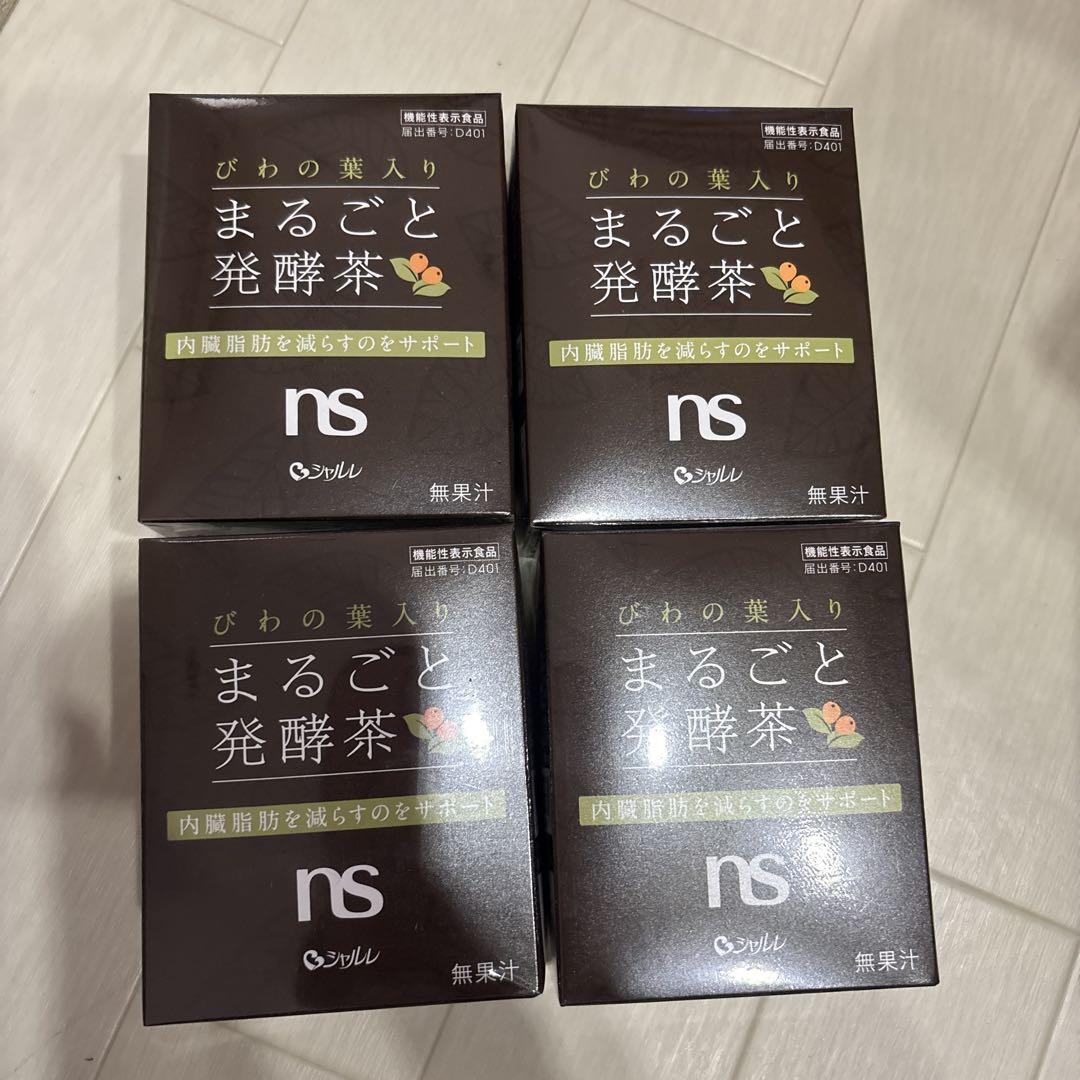 機能性表示食品
届出番号:D401
びわの葉入り
まるごと
発酵茶
内臓脂肪を減らすのをサポート
ns
シャルレ
無果汁
機能性表示食品
届出番号:D401
びわの葉入り
まるごと
発酵茶
内臓脂肪を減らすのをサポート
ns
シャルレ
無果汁
機能性表示食品
届出番号:D401
びわの葉入り
まるごと
発酵茶
内臓脂肪を減らすのをサポート
ns
シャルレ
無果汁
機能性表示食品
届出番号:D401
びわの葉入り
まるごと
発酵茶
内臓脂肪を減らすのをサポート
ns
シャルレ
無果汁